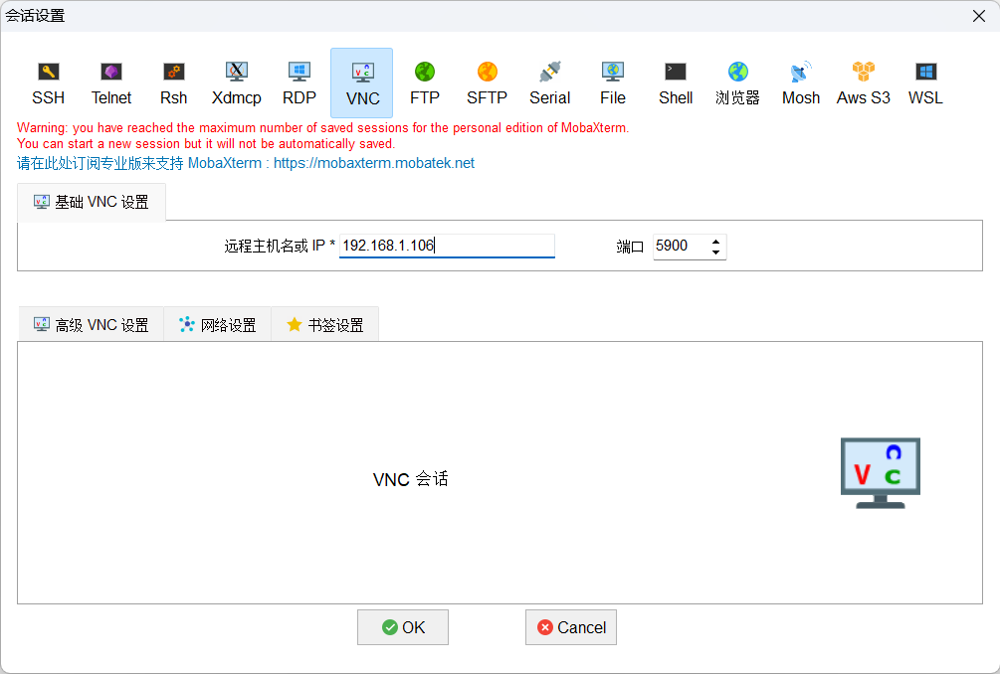 会话设置
SSH Telnet Rsh Xdmcp RDP VNC FTP SFTP Serial File Shell 浏览器 Mosh Aws S3 WSL
Warning: you have reached the maximum number of saved sessions for the personal edition of MobaXterm.
You can start a new session but it will not be automatically saved.
请在此处订阅专业版来支持 MobaXterm : https://mobaxterm.mobatek.net
基础 VNC 设置
远程主机名或 IP * 192.168.1.106 端口 5900
高级 VNC 设置 网络设置 书签设置
VNC 会话
OK Cancel